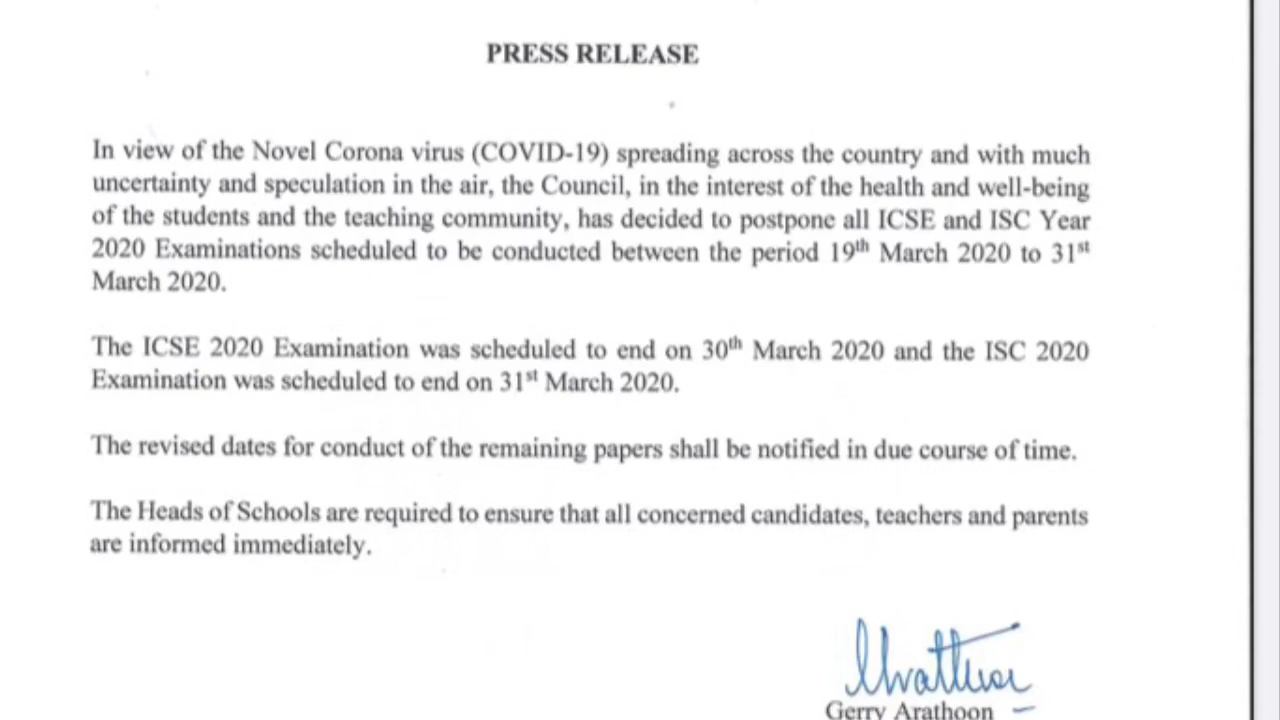 PRESS RELEASE
In view of the Novel Corona virus (COVID-19) spreading across the country and with much
uncertainty and speculation in the air, the Council, in the interest of the health and well-being
of the students and the teaching community, has decided to postpone all ICSE and ISC Year
2020 Examinations scheduled to be conducted between the period 19th March 2020 to 31st
March 2020.
The ICSE 2020 Examination was scheduled to end on 30th March 2020 and the ISC 2020
Examination was scheduled to end on 31st March 2020.
The revised dates for conduct of the remaining papers shall be notified in due course of time.
The Heads of Schools are required to ensure that all concerned candidates, teachers and parents
are informed immediately.
Gerry Arathoon